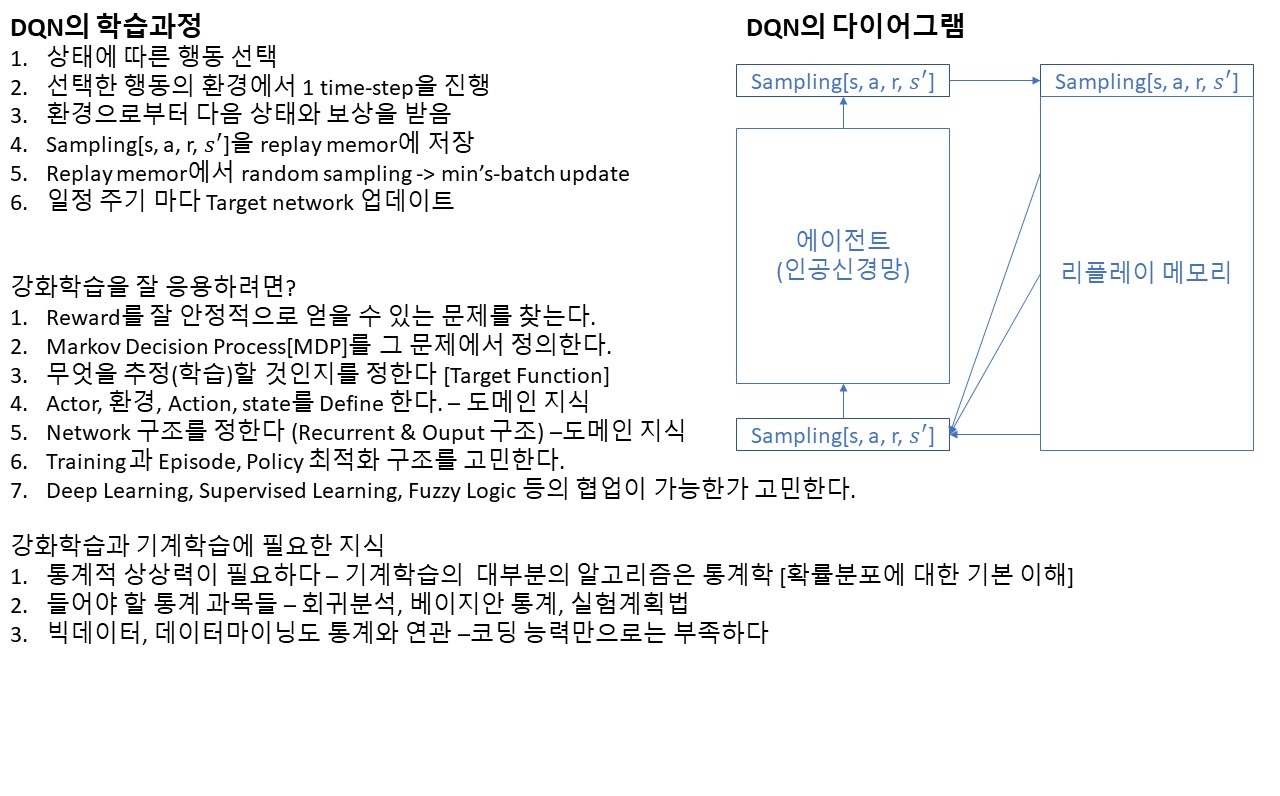 DQN의 학습과정
1. 상태에 따른 행동 선택
2. 선택한 행동의 환경에서 1 time-step을 진행
3. 환경으로부터 다음 상태와 보상을 받음
4. Sampling[s, a, r, s′]을 replay memor에 저장
5. Replay memor에서 random sampling -> min’s-batch update
6. 일정 주기 마다 Target network 업데이트
강화학습을 잘 응용하려면?
1. Reward를 잘 안정적으로 얻을 수 있는 문제를 찾는다.
2. Markov Decision Process[MDP]를 그 문제에서 정의한다.
3. 무엇을 추정(학습)할 것인지를 정한다 [Target Function]
4. Actor, 환경, Action, state를 Define 한다. – 도메인 지식
5. Network 구조를 정한다 (Recurrent & Ouput 구조) –도메인 지식
6. Training과 Episode, Policy 최적화 구조를 고민한다.
7. Deep Learning, Supervised Learning, Fuzzy Logic 등의 협업이 가능한가 고민한다.
강화학습과 기계학습에 필요한 지식
1. 통계적 상상력이 필요하다 – 기계학습의 대부분의 알고리즘은 통계학 [확률분포에 대한 기본 이해]
2. 들어야 할 통계 과목들 – 회귀분석, 베이지안 통계, 실험계획법
3. 빅데이터, 데이터마이닝도 통계와 연관 –코딩 능력만으로는 부족하다
DQN의 다이어그램
Sampling[s, a, r, s′]
Sampling[s, a, r, s′]
에이전트
(인공신경망)
리플레이 메모리
Sampling[s, a, r, s′]